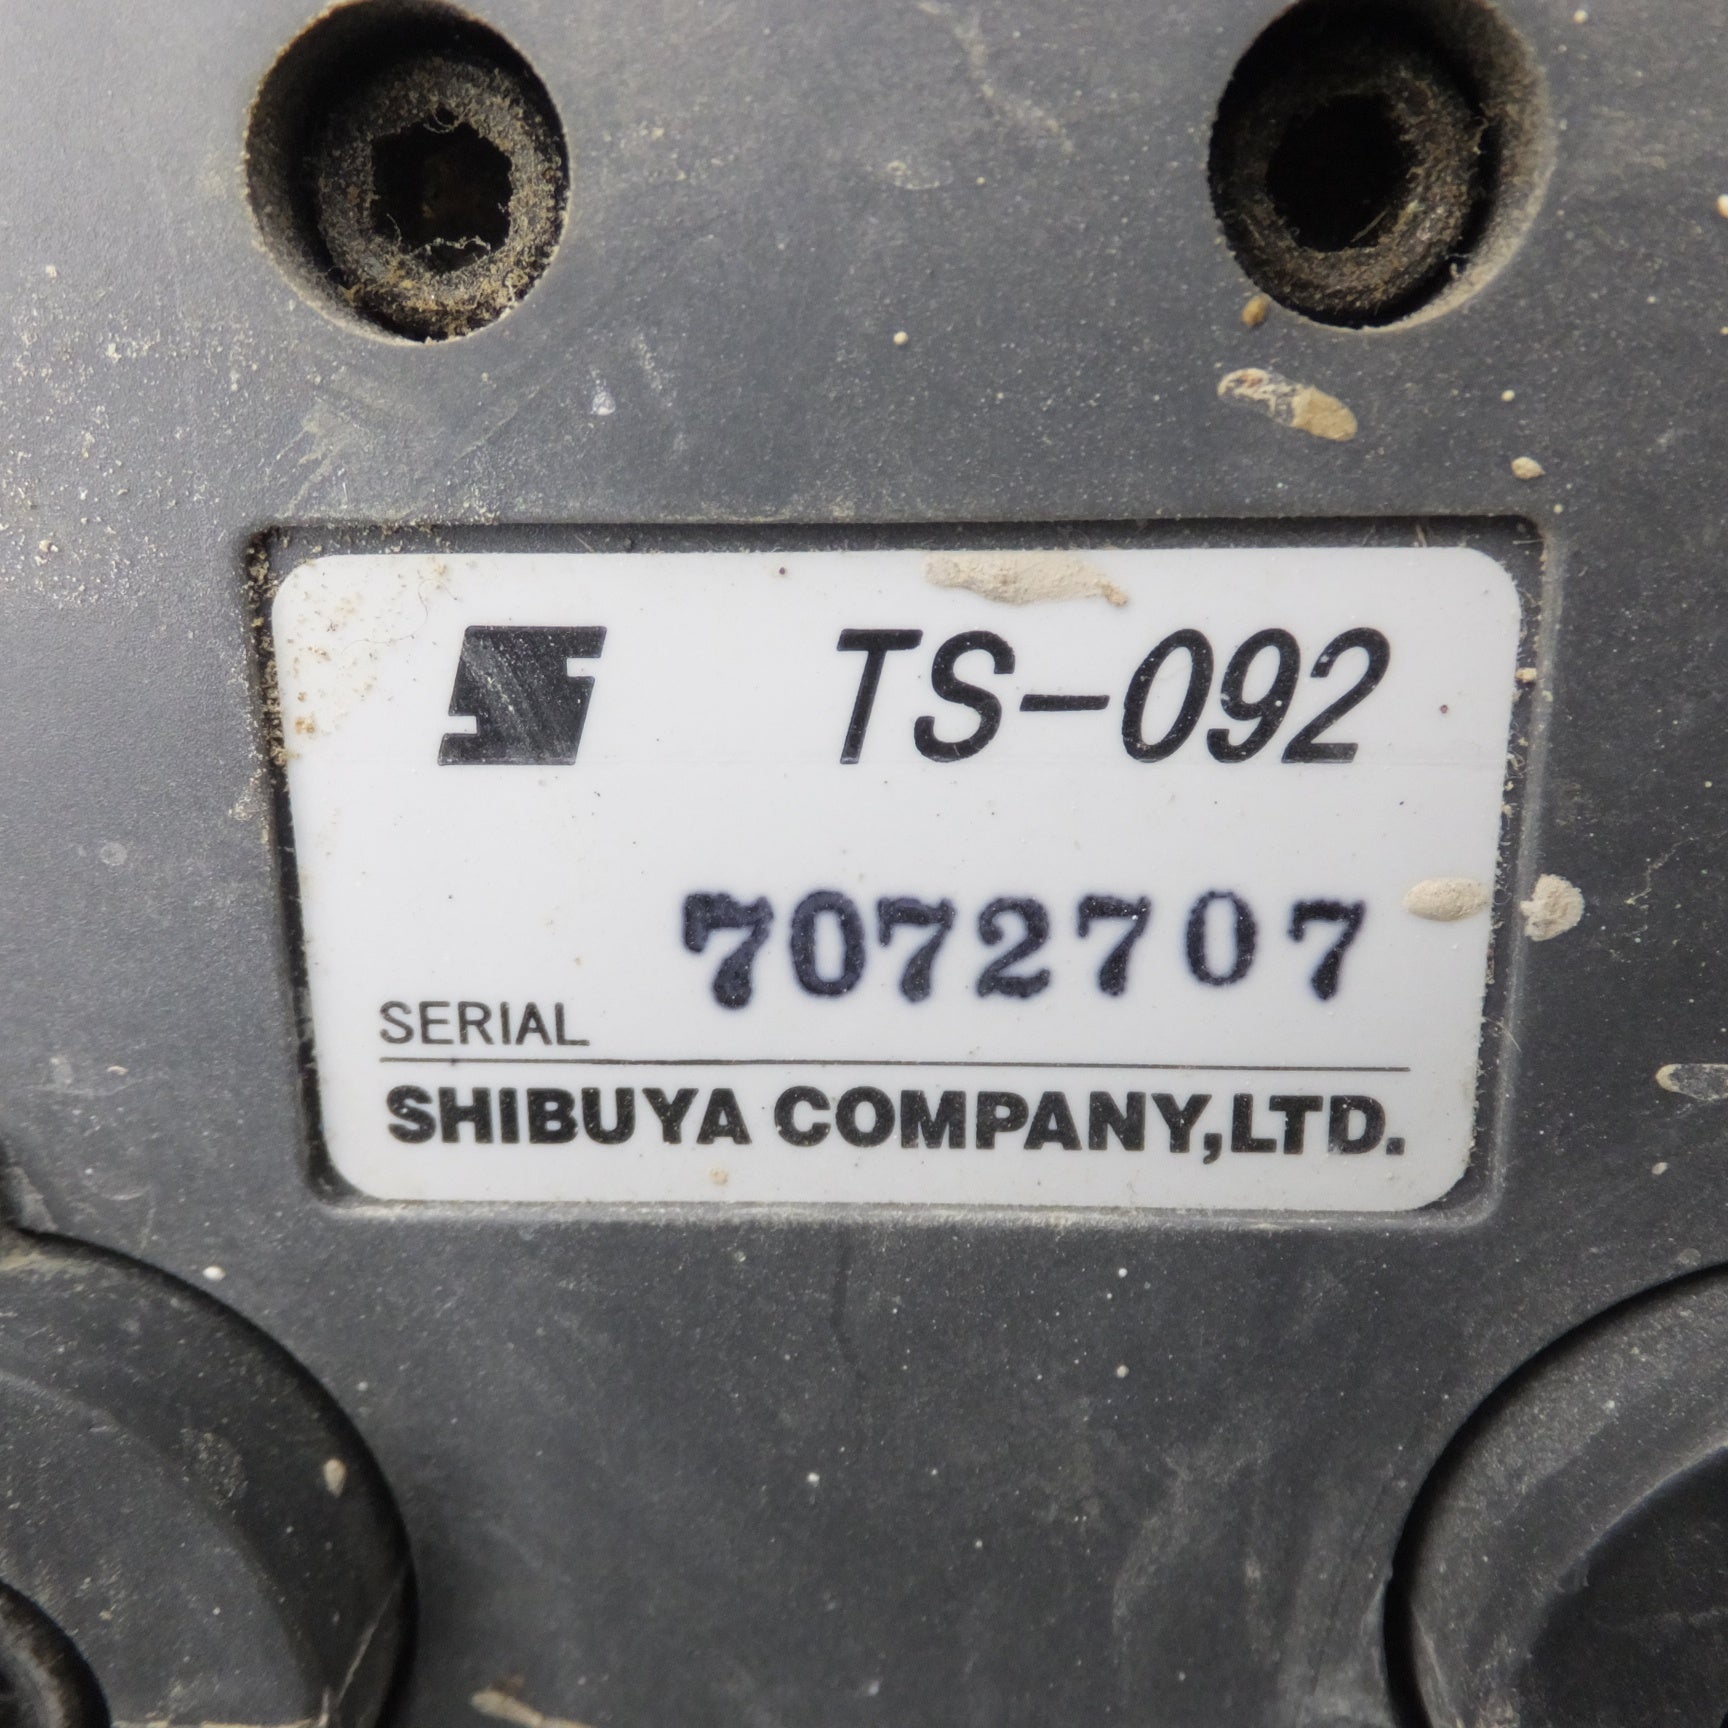 TS-092
7072707
SERIAL
SHIBUYA COMPANY,LTD.